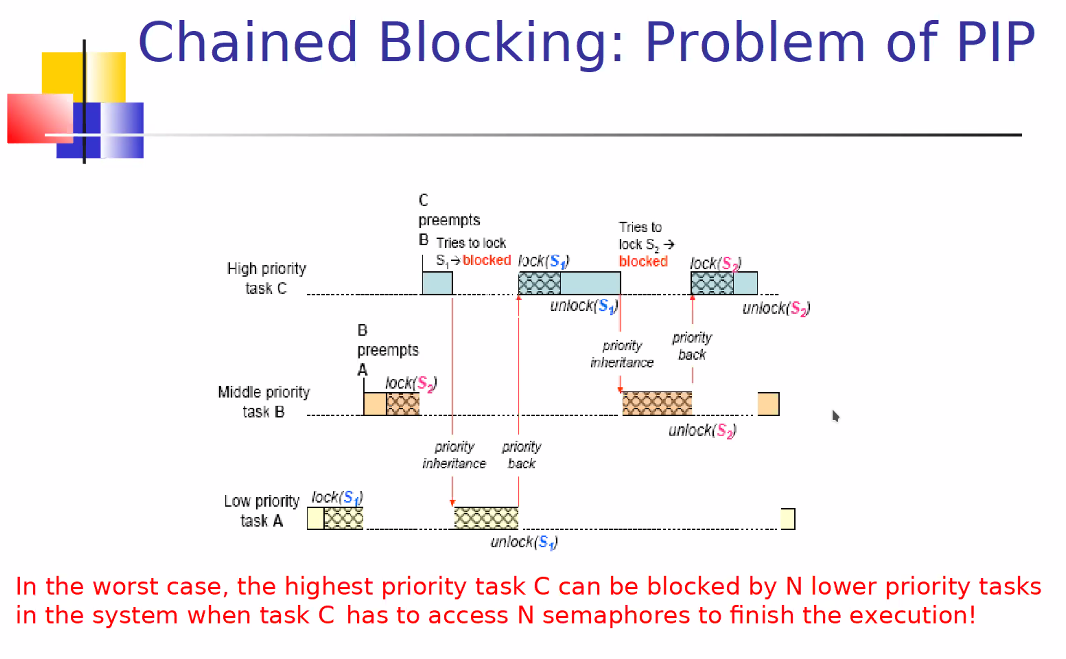 Chained Blocking: Problem of PIP
C
preempts
B
Tries to lock
S1→blocked
lock(S1)
Tries to
lock S2 →
blocked
lock(S2)
High priority
task C
unlock(S1)
unlock(S2)
B
preempts
A
priority
inheritance
priority
back
lock(S2)
Middle priority
task B
unlock(S2)
priority
inheritance
priority
back
Low priority
task A
lock(S1)
unlock(S1)
In the worst case, the highest priority task C can be blocked by N lower priority tasks
in the system when task C has to access N semaphores to finish the execution!